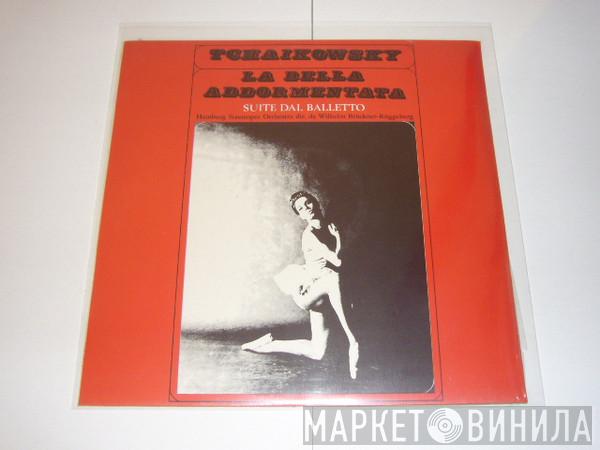 TCHAIKOWSKY
LA BELLA
ADDORMENTATA
SUITE DAL BALLETTO
Hamburg Staatsoper Orchestra dir. da Wilhelm Brückner-Rüggeberg
МАРКЕТ ВИНИЛА